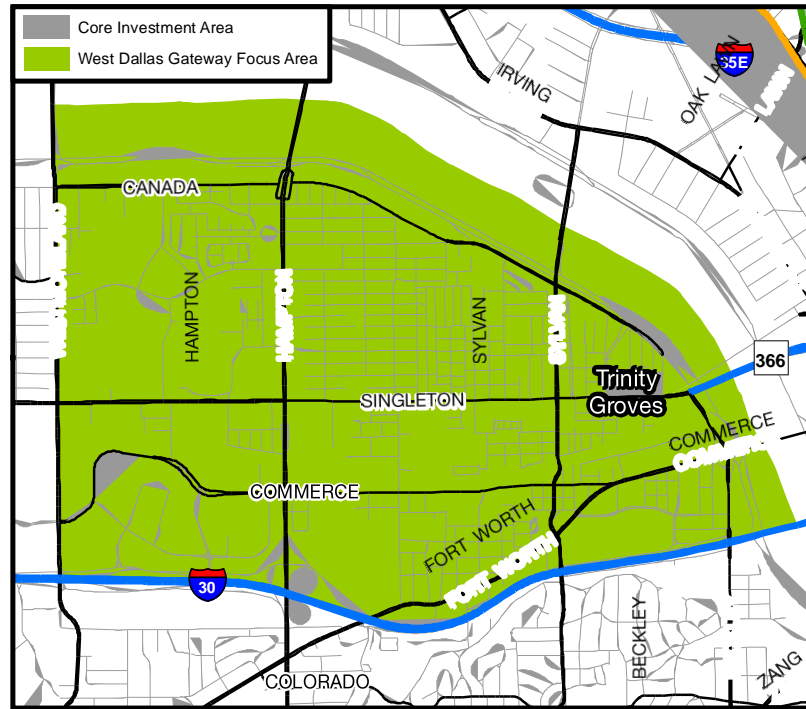 Core Investment Area
West Dallas Gateway Focus Area
35E
IRVING
OAK LAWN
LAWN
CANADA
HAMPTON
HAMPTON
SYLVAN
SYLVAN
366
Trinity
Groves
SINGLETON
COMMERCE
COMMERCE
COMMERCE
FORT WORTH
FORT WORTH
30
BECKLEY
ZANG
COLORADO